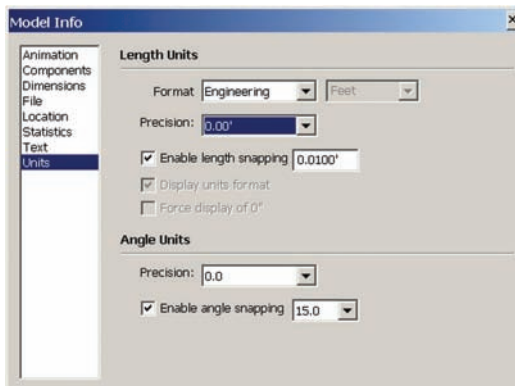 Model Info
Animation
Components
Dimensions
File
Location
Statistics
Text
Units
Length Units
Format Engineering Feet
Precision: 0.00'
Enable length snapping 0.0100'
Display units format
Force display of 0"
Angle Units
Precision: 0.0
Enable angle snapping 15.0